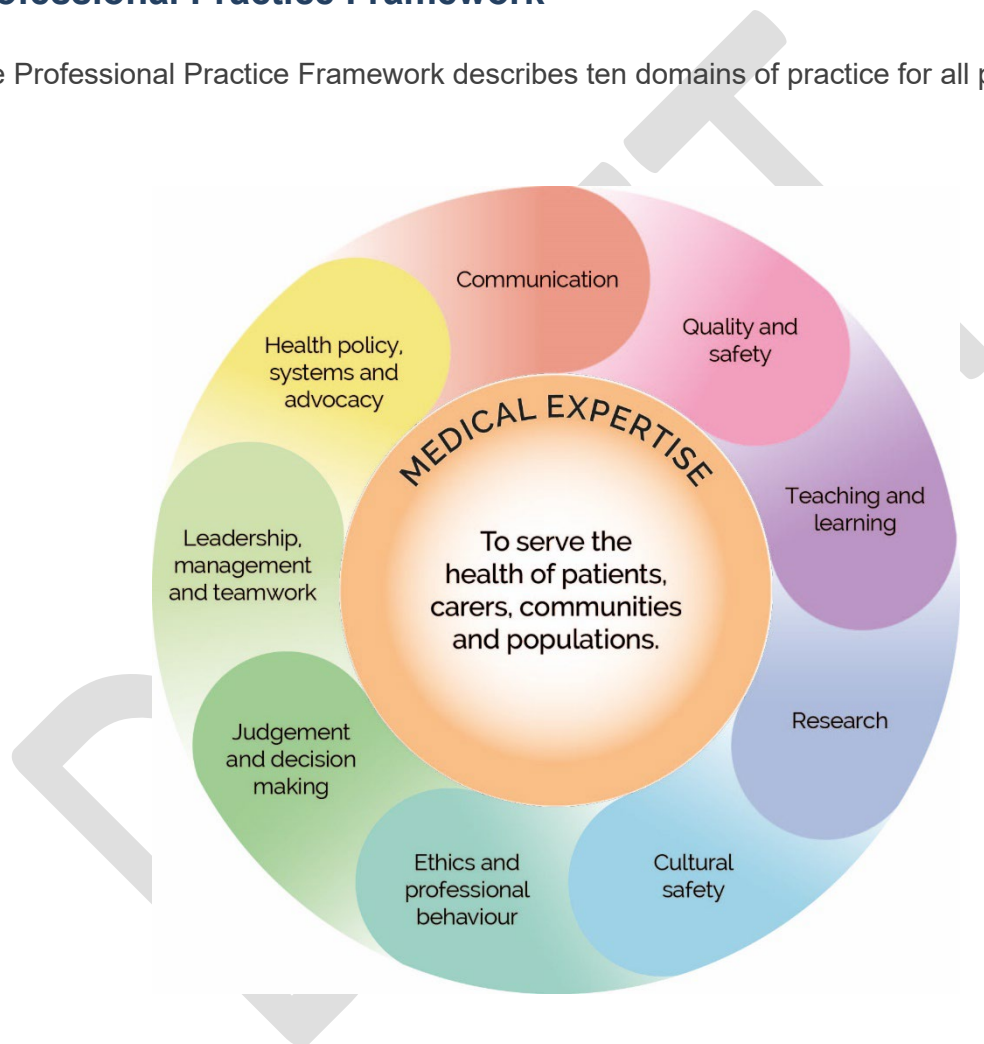 ofessional Practice Framework
e Professional Practice Framework describes ten domains of practice for all p
Communication
Quality and
safety
Health policy,
systems and
advocacy
MEDICAL EXPERTISE
Teaching and
learning
Leadership,
management
and teamwork
To serve the
health of patients,
carers, communities
and populations.
Research
Judgement
and decision
making
Ethics and
professional
behaviour
Cultural
safety